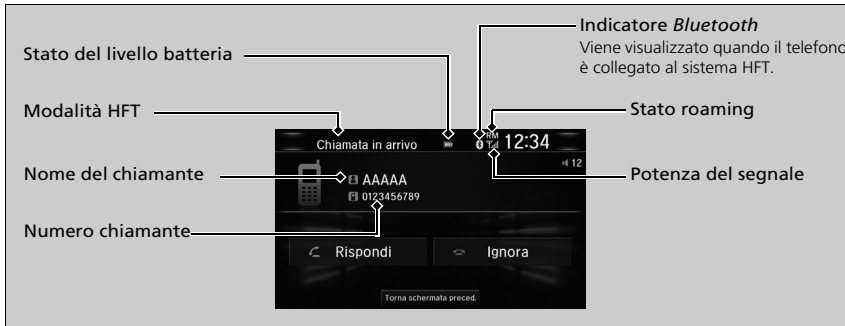 Indicatore Bluetooth
Viene visualizzato quando il telefono
è collegato al sistema HFT.
Stato del livello batteria
Modalità HFT
Stato roaming
Chiamata in arrivo
RM
12:34
12
Nome del chiamante
AAAAA
0123456789
Potenza del segnale
Numero chiamante
Rispondi
Ignora
Torna schermata preced.